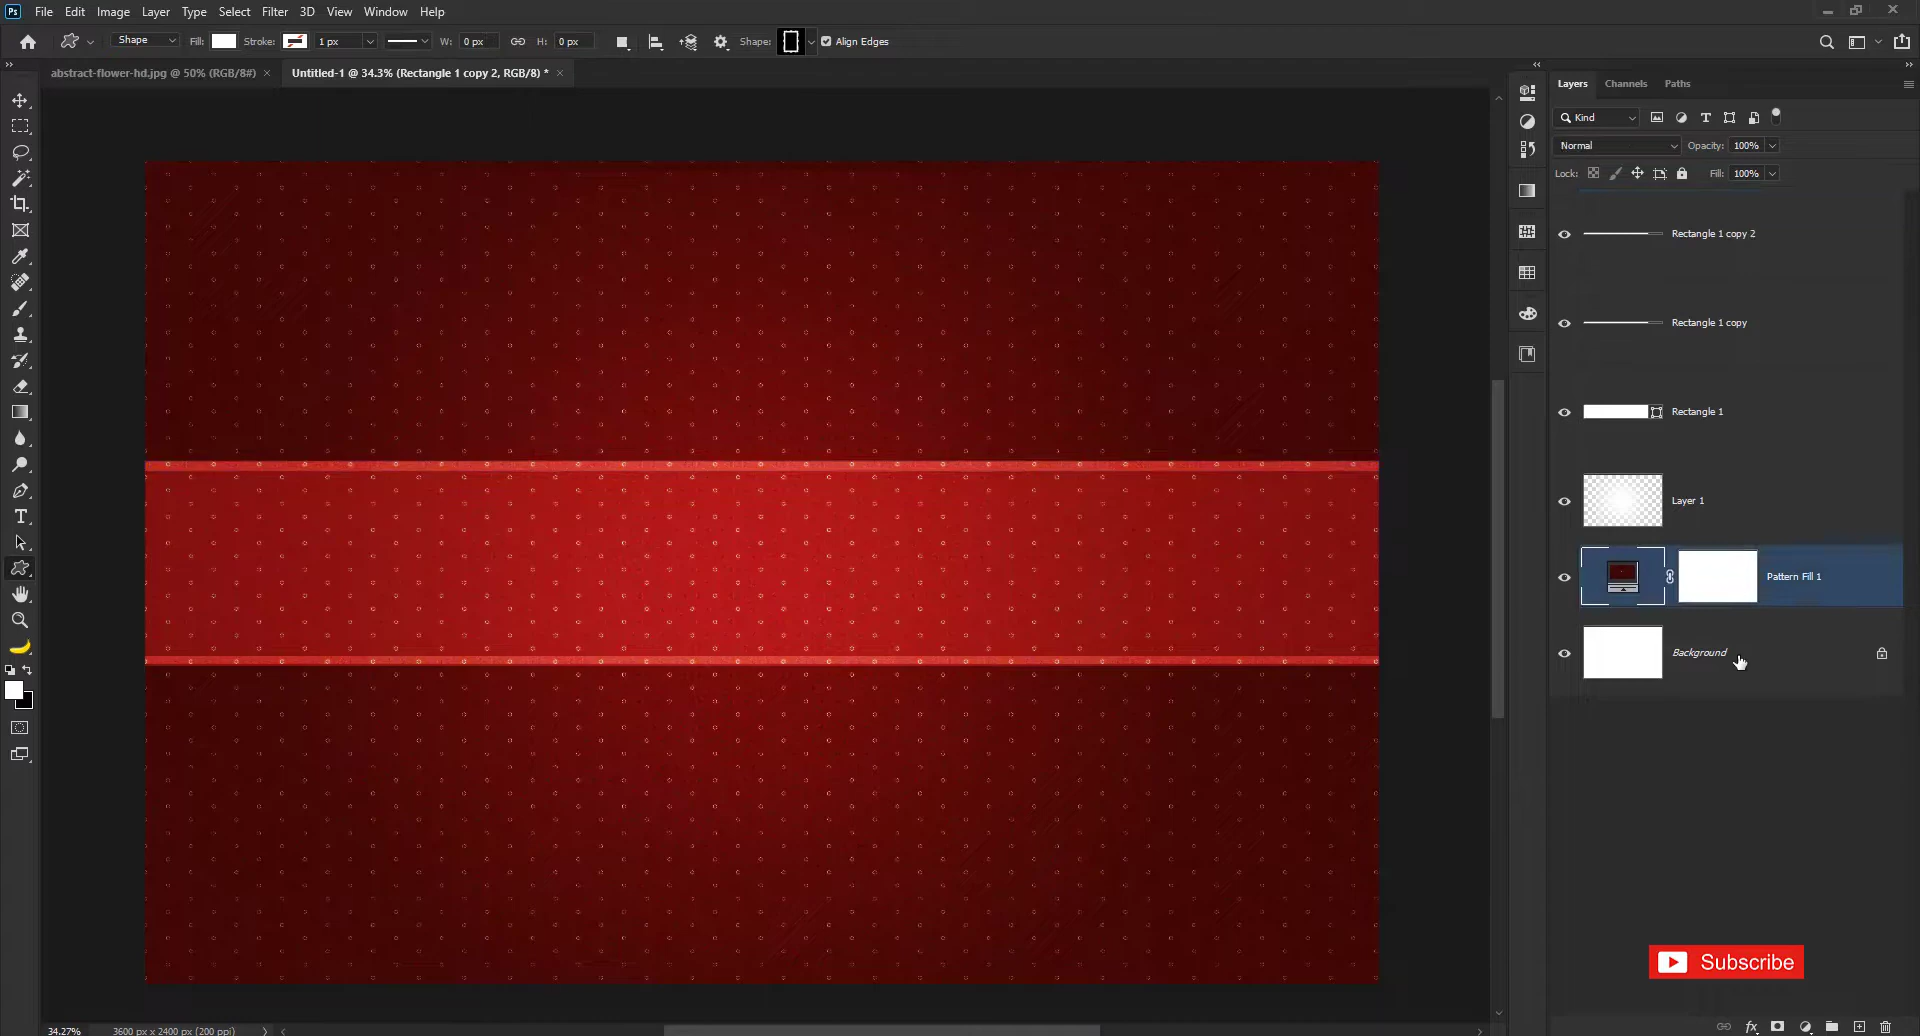 Ps File Edit Image Layer Type Select Filter 3D View Window Help
Shape Fill: Stroke: 1 px W: 0 px H: 0 px Shape: Align Edges
abstract-flower-hd.jpg @ 50% (RGB/8#) × Untitled-1 @ 34.3% (Rectangle 1 copy 2, RGB/8) * ×
Layers Channels Paths
Kind
Normal Opacity: 100%
Lock: Fill: 100%
Rectangle 1 copy 2
Rectangle 1 copy
Rectangle 1
Layer 1
Pattern Fill 1
Background
Subscribe
34.27% 3600 px x 2400 px (200 ppi)
fx